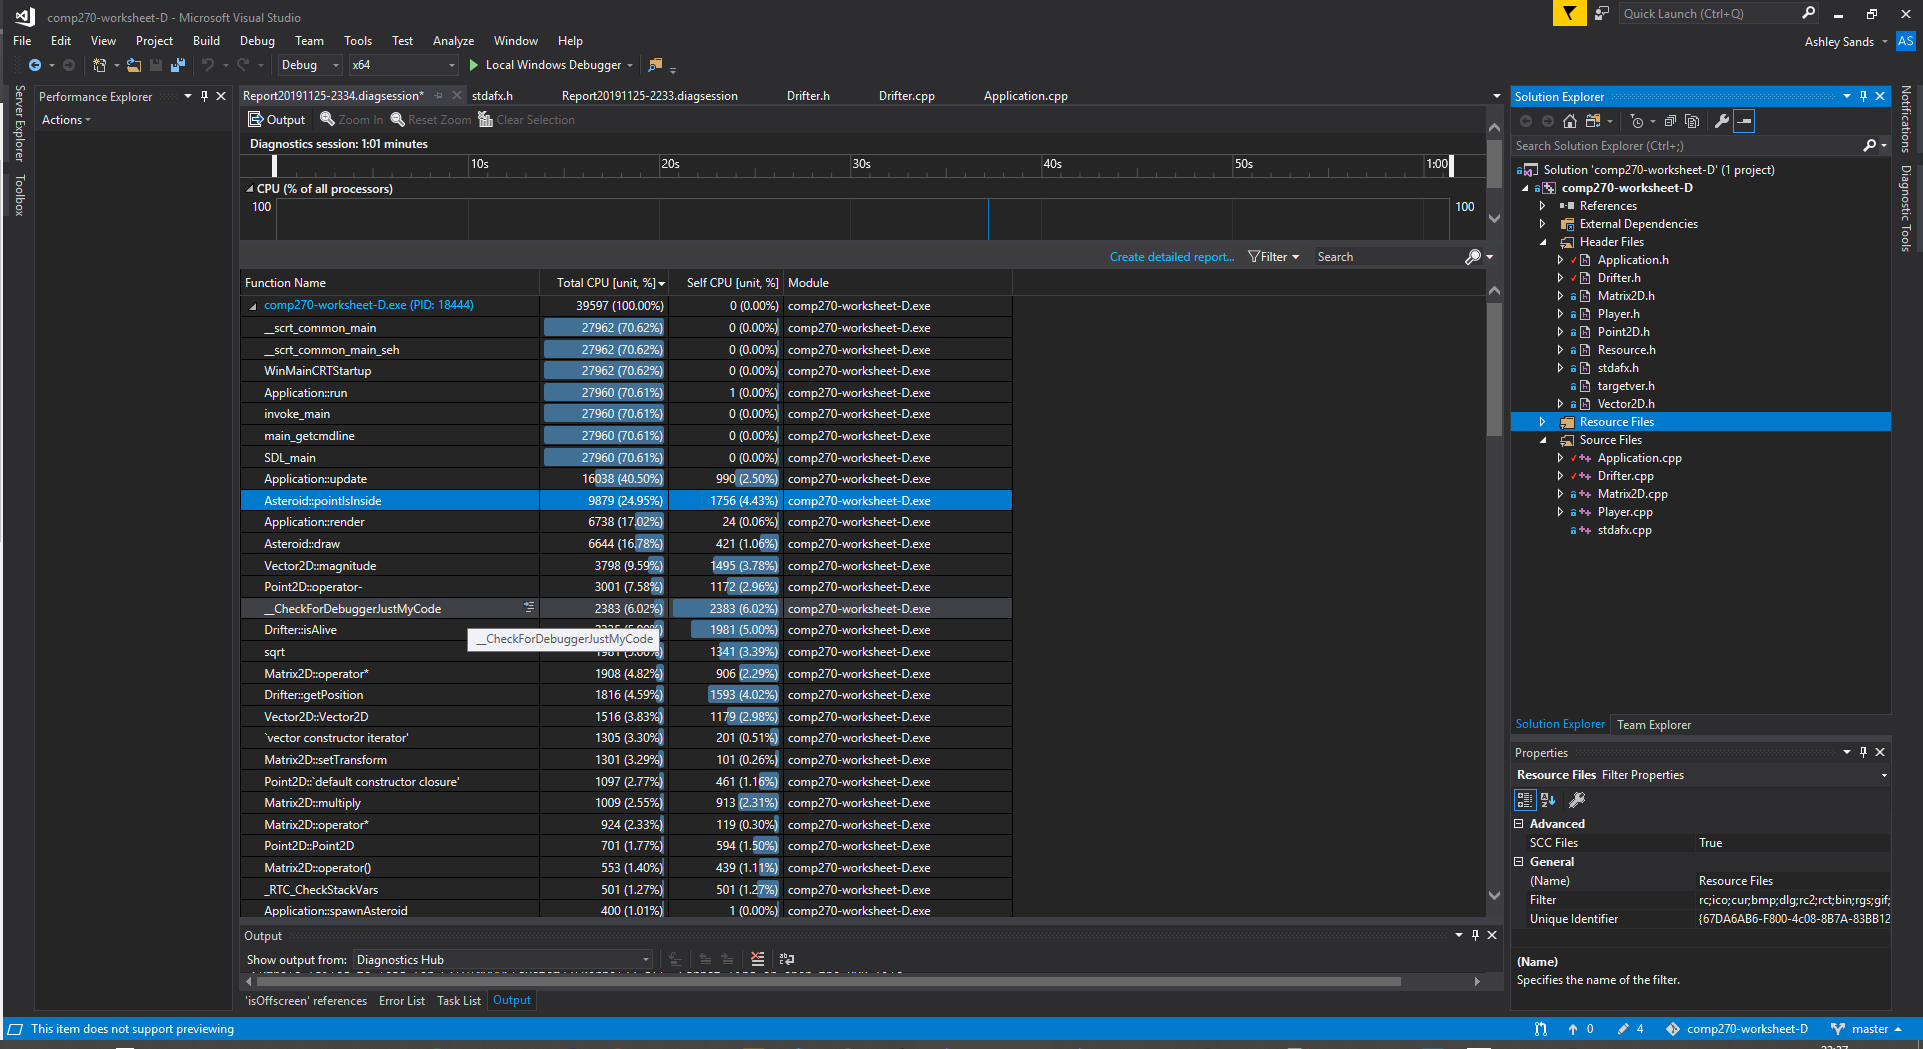 comp270-worksheet-D - Microsoft Visual Studio
Quick Launch (Ctrl+Q)
File Edit View Project Build Debug Team Tools Test Analyze Window Help
Ashley Sands AS
Debug x64 Local Windows Debugger
Server Explorer
Toolbox
Performance Explorer
Actions
Report20191125-2334.diagsession* stdafx.h Report20191125-2233.diagsession Drifter.h Drifter.cpp Application.cpp
Output Zoom In Reset Zoom Clear Selection
Diagnostics session: 1:01 minutes
10s 20s 30s 40s 50s 1:00
CPU (% of all processors)
100 100
Create detailed report... Filter Search
Function Name Total CPU [unit, %] Self CPU [unit, %] Module
comp270-worksheet-D.exe (PID: 18444) 39597 (100.00%) 0 (0.00%) comp270-worksheet-D.exe
__scrt_common_main 27962 (70.62%) 0 (0.00%) comp270-worksheet-D.exe
__scrt_common_main_seh 27962 (70.62%) 0 (0.00%) comp270-worksheet-D.exe
WinMainCRTStartup 27962 (70.62%) 0 (0.00%) comp270-worksheet-D.exe
Application::run 27960 (70.61%) 1 (0.00%) comp270-worksheet-D.exe
invoke_main 27960 (70.61%) 0 (0.00%) comp270-worksheet-D.exe
main_getcmdline 27960 (70.61%) 0 (0.00%) comp270-worksheet-D.exe
SDL_main 27960 (70.61%) 0 (0.00%) comp270-worksheet-D.exe
Application::update 16038 (40.50%) 990 (2.50%) comp270-worksheet-D.exe
Asteroid::pointIsInside 9879 (24.95%) 1756 (4.43%) comp270-worksheet-D.exe
Application::render 6738 (17.02%) 24 (0.06%) comp270-worksheet-D.exe
Asteroid::draw 6644 (16.78%) 421 (1.06%) comp270-worksheet-D.exe
Vector2D::magnitude 3798 (9.59%) 1495 (3.78%) comp270-worksheet-D.exe
Point2D::operator- 3001 (7.58%) 1172 (2.96%) comp270-worksheet-D.exe
__CheckForDebuggerJustMyCode 2383 (6.02%) 2383 (6.02%) comp270-worksheet-D.exe
Drifter::isAlive 1981 (5.00%) comp270-worksheet-D.exe
__CheckForDebuggerJustMyCode
sqrt 1341 (3.39%) comp270-worksheet-D.exe
Matrix2D::operator* 1908 (4.82%) 906 (2.29%) comp270-worksheet-D.exe
Drifter::getPosition 1816 (4.59%) 1593 (4.02%) comp270-worksheet-D.exe
Vector2D::Vector2D 1516 (3.83%) 1179 (2.98%) comp270-worksheet-D.exe
`vector constructor iterator' 1305 (3.30%) 201 (0.51%) comp270-worksheet-D.exe
Matrix2D::setTransform 1301 (3.29%) 101 (0.26%) comp270-worksheet-D.exe
Point2D::`default constructor closure' 1097 (2.77%) 461 (1.16%) comp270-worksheet-D.exe
Matrix2D::multiply 1009 (2.55%) 913 (2.31%) comp270-worksheet-D.exe
Matrix2D::operator* 924 (2.33%) 119 (0.30%) comp270-worksheet-D.exe
Point2D::Point2D 701 (1.77%) 594 (1.50%) comp270-worksheet-D.exe
Matrix2D::operator() 553 (1.40%) 439 (1.11%) comp270-worksheet-D.exe
_RTC_CheckStackVars 501 (1.27%) 501 (1.27%) comp270-worksheet-D.exe
Application::spawnAsteroid 400 (1.01%) 1 (0.00%) comp270-worksheet-D.exe
Output
Show output from: Diagnostics Hub
'isOffscreen' references Error List Task List Output
Solution Explorer
Search Solution Explorer (Ctrl+;)
Solution 'comp270-worksheet-D' (1 project)
comp270-worksheet-D
References
External Dependencies
Header Files
Application.h
Drifter.h
Matrix2D.h
Player.h
Point2D.h
Resource.h
stdafx.h
targetver.h
Vector2D.h
Resource Files
Source Files
Application.cpp
Drifter.cpp
Matrix2D.cpp
Player.cpp
stdafx.cpp
Solution Explorer Team Explorer
Properties
Resource Files Filter Properties
Advanced
SCC Files True
General
(Name) Resource Files
Filter rc;ico;cur;bmp;dlg;rc2;rct;bin;rgs;gif;
Unique Identifier {67DA6AB6-F800-4c08-8B7A-83BB12
(Name)
Specifies the name of the filter.
Notifications
Diagnostic Tools
This item does not support previewing
0 4 comp270-worksheet-D master